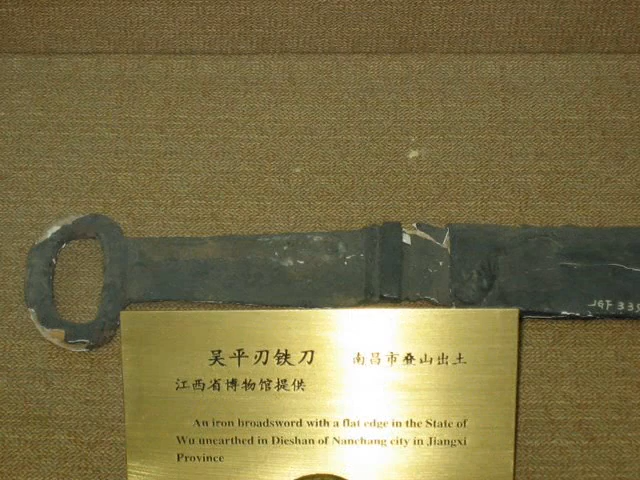 吴平刃铁刀 南昌市叠山出土
江西省博物馆提供
An iron broadsword with a flat edge in the State of
Wu unearthed in Dieshan of Nanchang city in Jiangxi
Province